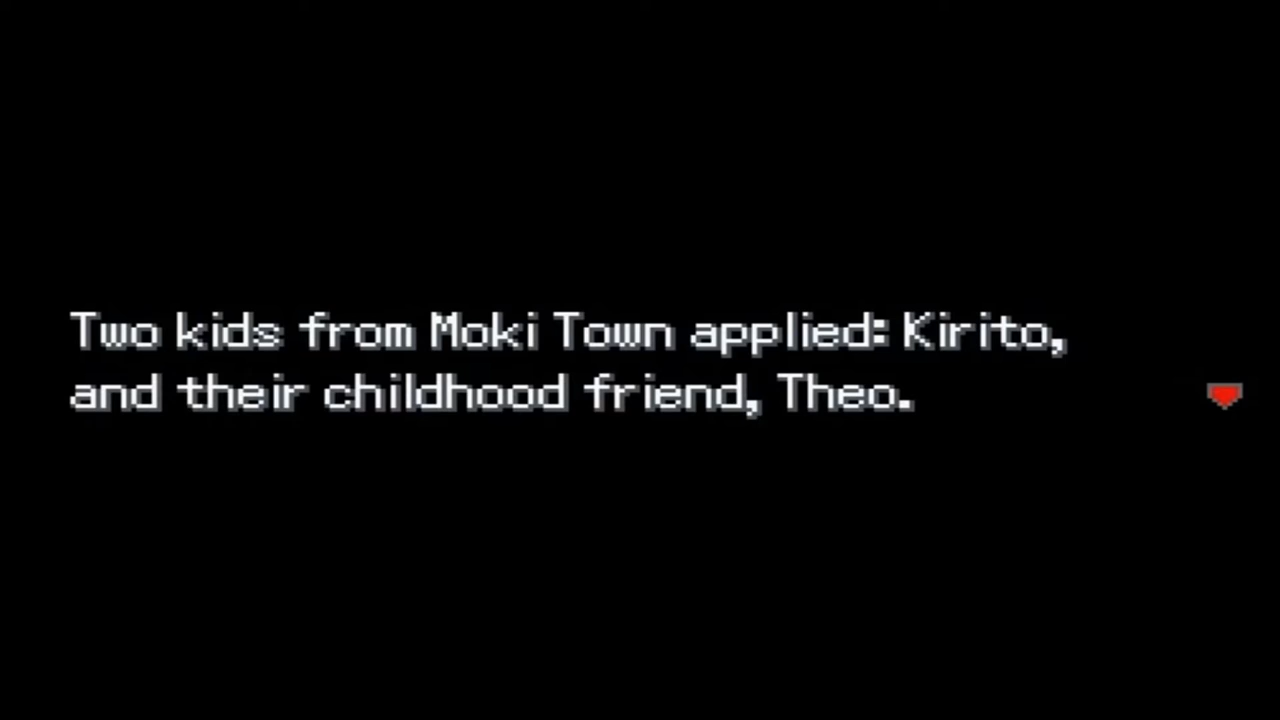 Two kids from Moki Town applied: Kirito,
and their childhood friend, Theo.